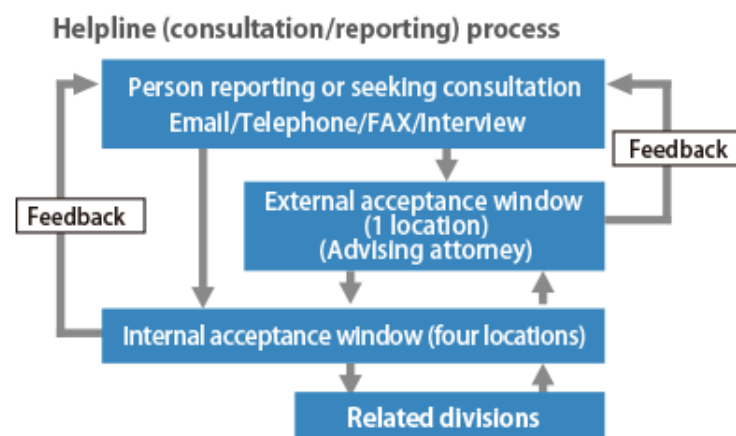 Helpline (consultation/reporting) process
Person reporting or seeking consultation
Email/Telephone/FAX/Interview
Feedback
External acceptance window
(1 location)
(Advising attorney)
Feedback
Internal acceptance window (four locations)
Related divisions